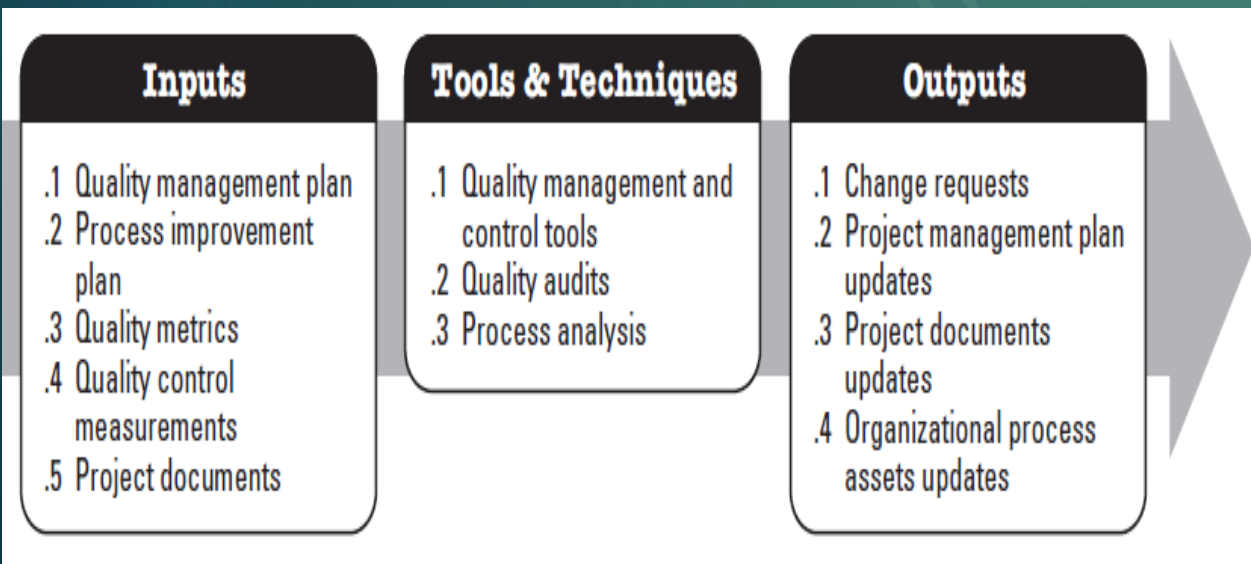 Inputs
.1 Quality management plan
.2 Process improvement
plan
.3 Quality metrics
.4 Quality control
measurements
.5 Project documents
Tools & Techniques
.1 Quality management and
control tools
.2 Quality audits
.3 Process analysis
Outputs
.1 Change requests
.2 Project management plan
updates
.3 Project documents
updates
.4 Organizational process
assets updates